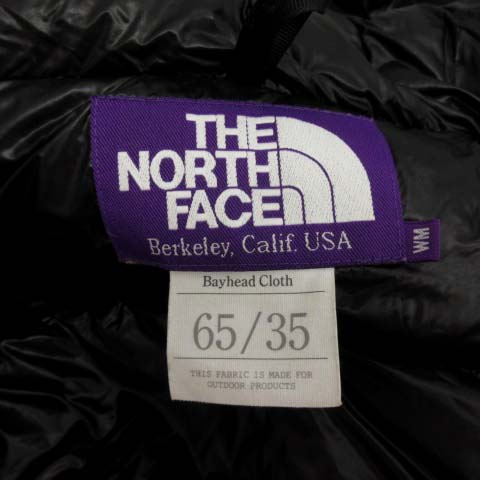 THE
NORTH
FACE
Berkeley, Calif. USA
WM
Bayhead Cloth
65/35
THIS FABRIC IS MADE FOR
OUTDOOR PRODUCTS